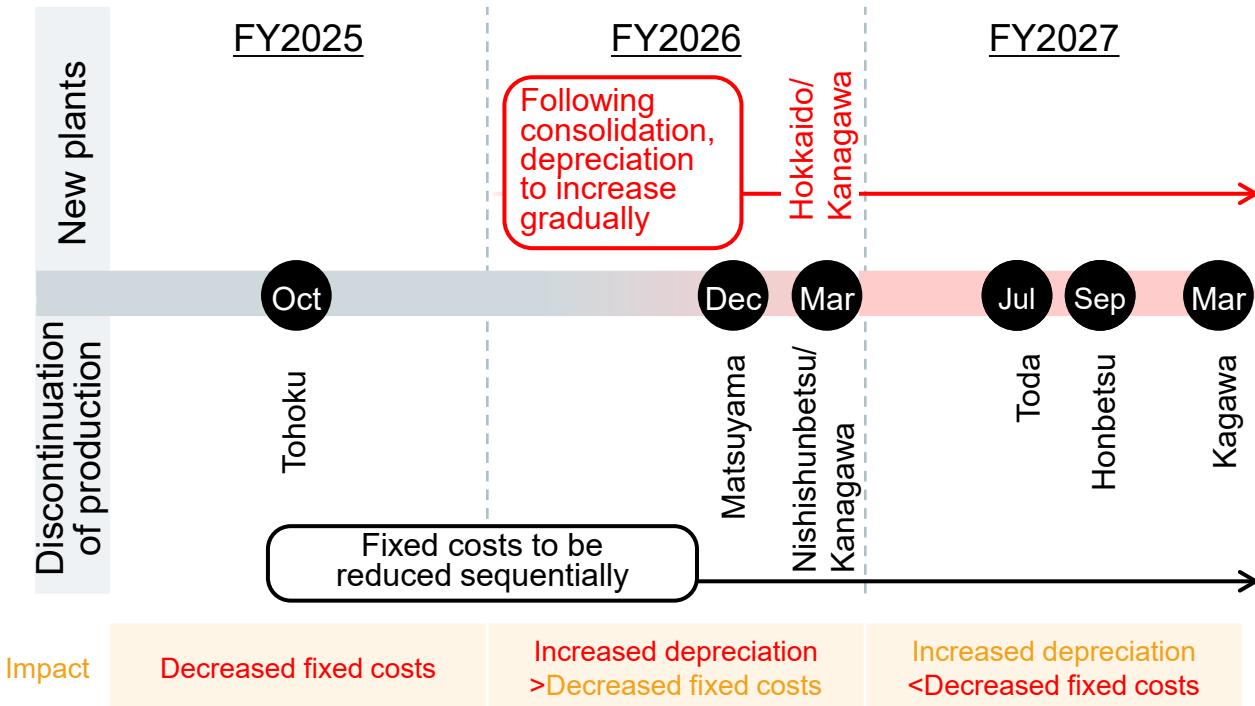 FY2025
FY2026
FY2027
New plants
Following
consolidation,
depreciation
to increase
gradually
Hokkaido/
Kanagawa
Oct
Dec
Mar
Jul
Sep
Mar
Discontinuation
of production
Tohoku
Matsuyama
Nishishunbetsu/
Kanagawa
Toda
Honbetsu
Kagawa
Fixed costs to be
reduced sequentially
Impact
Decreased fixed costs
Increased depreciation
>Decreased fixed costs
Increased depreciation
<Decreased fixed costs